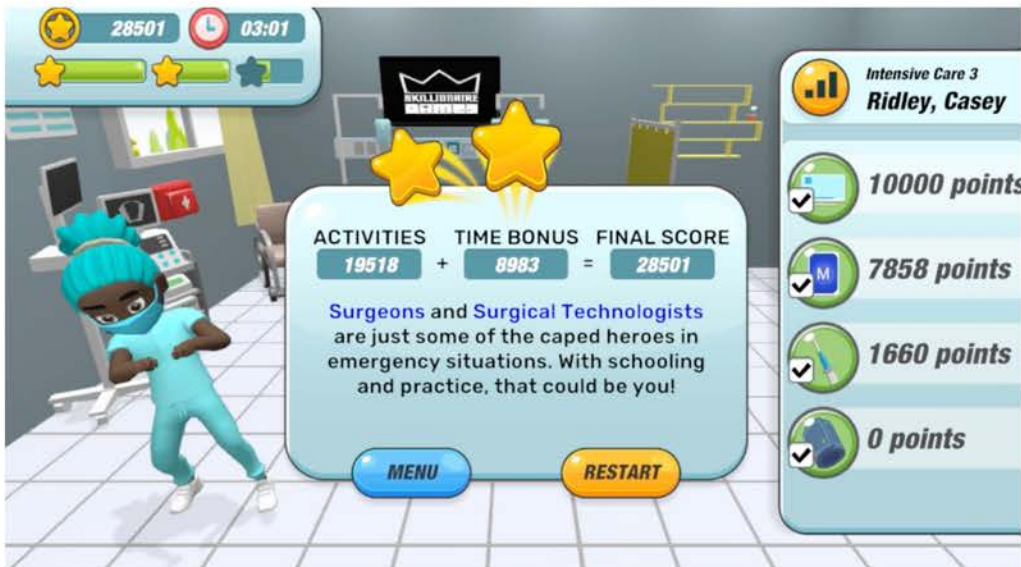 28501
03:01
SKILLIONAIRE
GAMES
Intensive Care 3
Ridley, Casey
ACTIVITIES TIME BONUS FINAL SCORE
19518 + 8983 = 28501
Surgeons and Surgical Technologists
are just some of the caped heroes in
emergency situations. With schooling
and practice, that could be you!
MENU
RESTART
10000 points
M
7858 points
1660 points
0 points